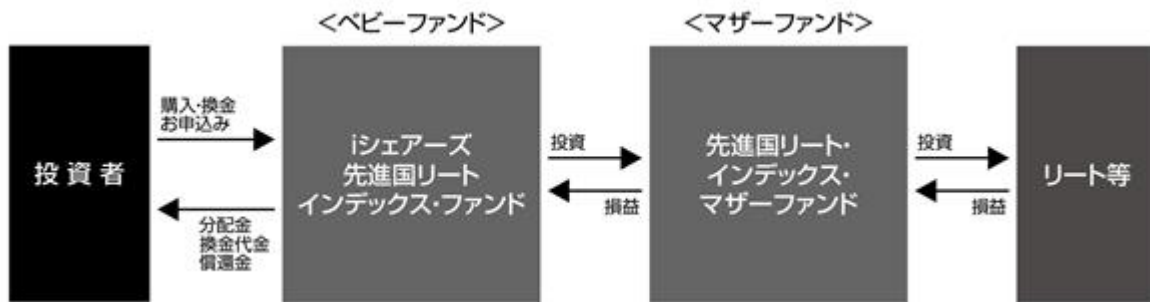 <ベビーファンド>
<マザーファンド>
投資者
購入・換金
お申込み
分配金
換金代金
償還金
iシェアーズ
先進国リート
インデックス・ファンド
投資
損益
先進国リート・
インデックス・
マザーファンド
投資
損益
リート等